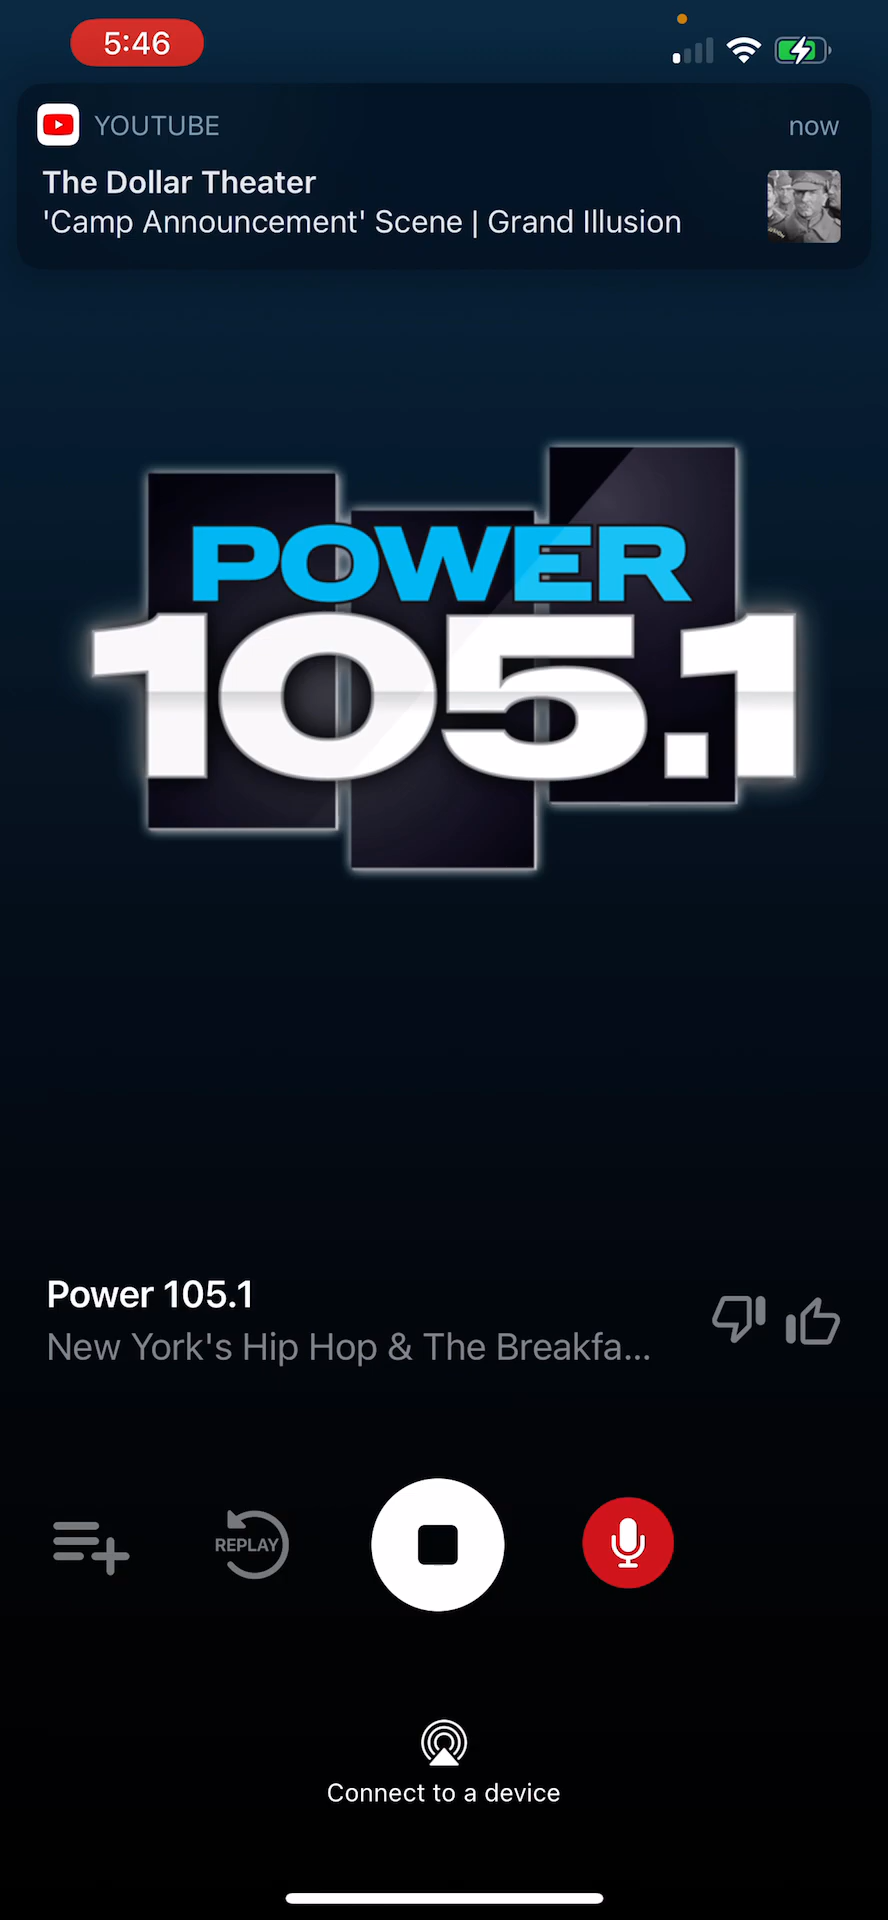 5:46
YOUTUBE
now
The Dollar Theater
'Camp Announcement' Scene | Grand Illusion
POWER
105.1
Power 105.1
New York's Hip Hop & The Breakfa...
REPLAY
Connect to a device